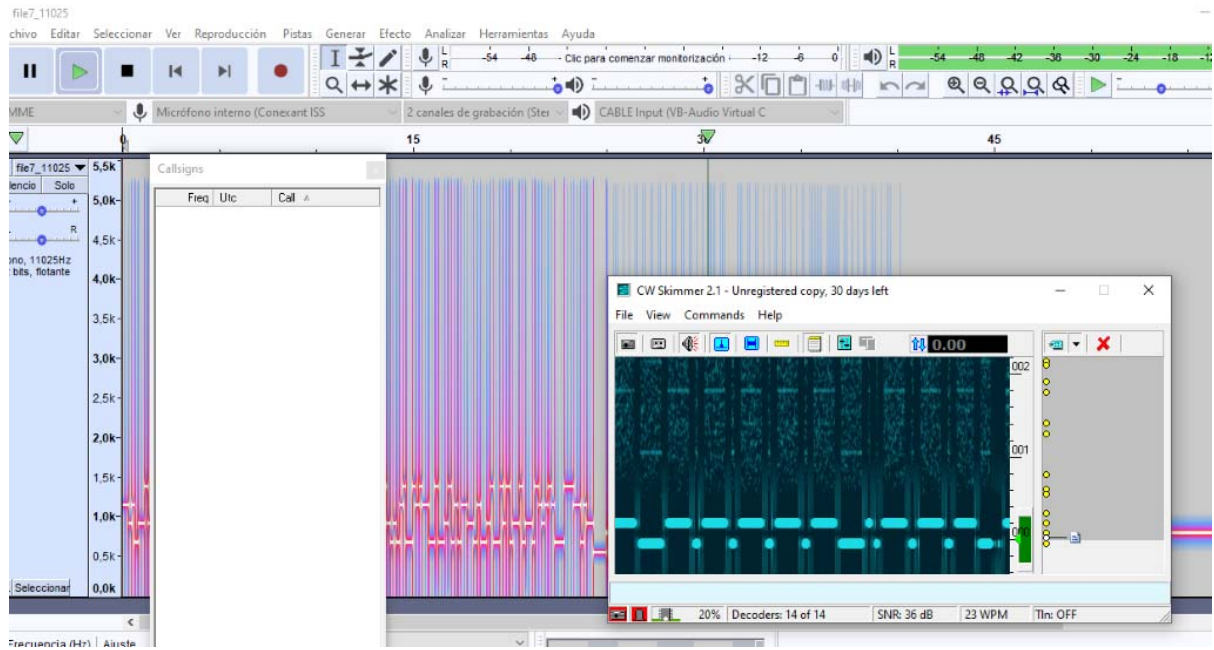 file7_11025
chivo Editar Seleccionar Ver Reproducción Pistas Generar Efecto Analizar Herramientas Ayuda
L R -54 -48 - Clic para comenzar monitorización -12 -6 0 L R -54 -48 -42 -36 -30 -24 -18 -12
MME Micrófono interno (Conexant ISS 2 canales de grabación (Ster CABLE Input (VB-Audio Virtual C
0 15 30 45
file7_11025
lencio Solo
- +
R
ono, 11025Hz
bits, flotante
Seleccionar
5,5k
5,0k
4,5k
4,0k
3,5k
3,0k
2,5k
2,0k
1,5k
1,0k
0,5k
0,0k
Callsigns
Freq Utc Call
CW Skimmer 2.1 - Unregistered copy, 30 days left
File View Commands Help
0.00
002
001
000
20% Decoders: 14 of 14 SNR: 36 dB 23 WPM Tln: OFF
Frecuencia (Hz) Ajuste